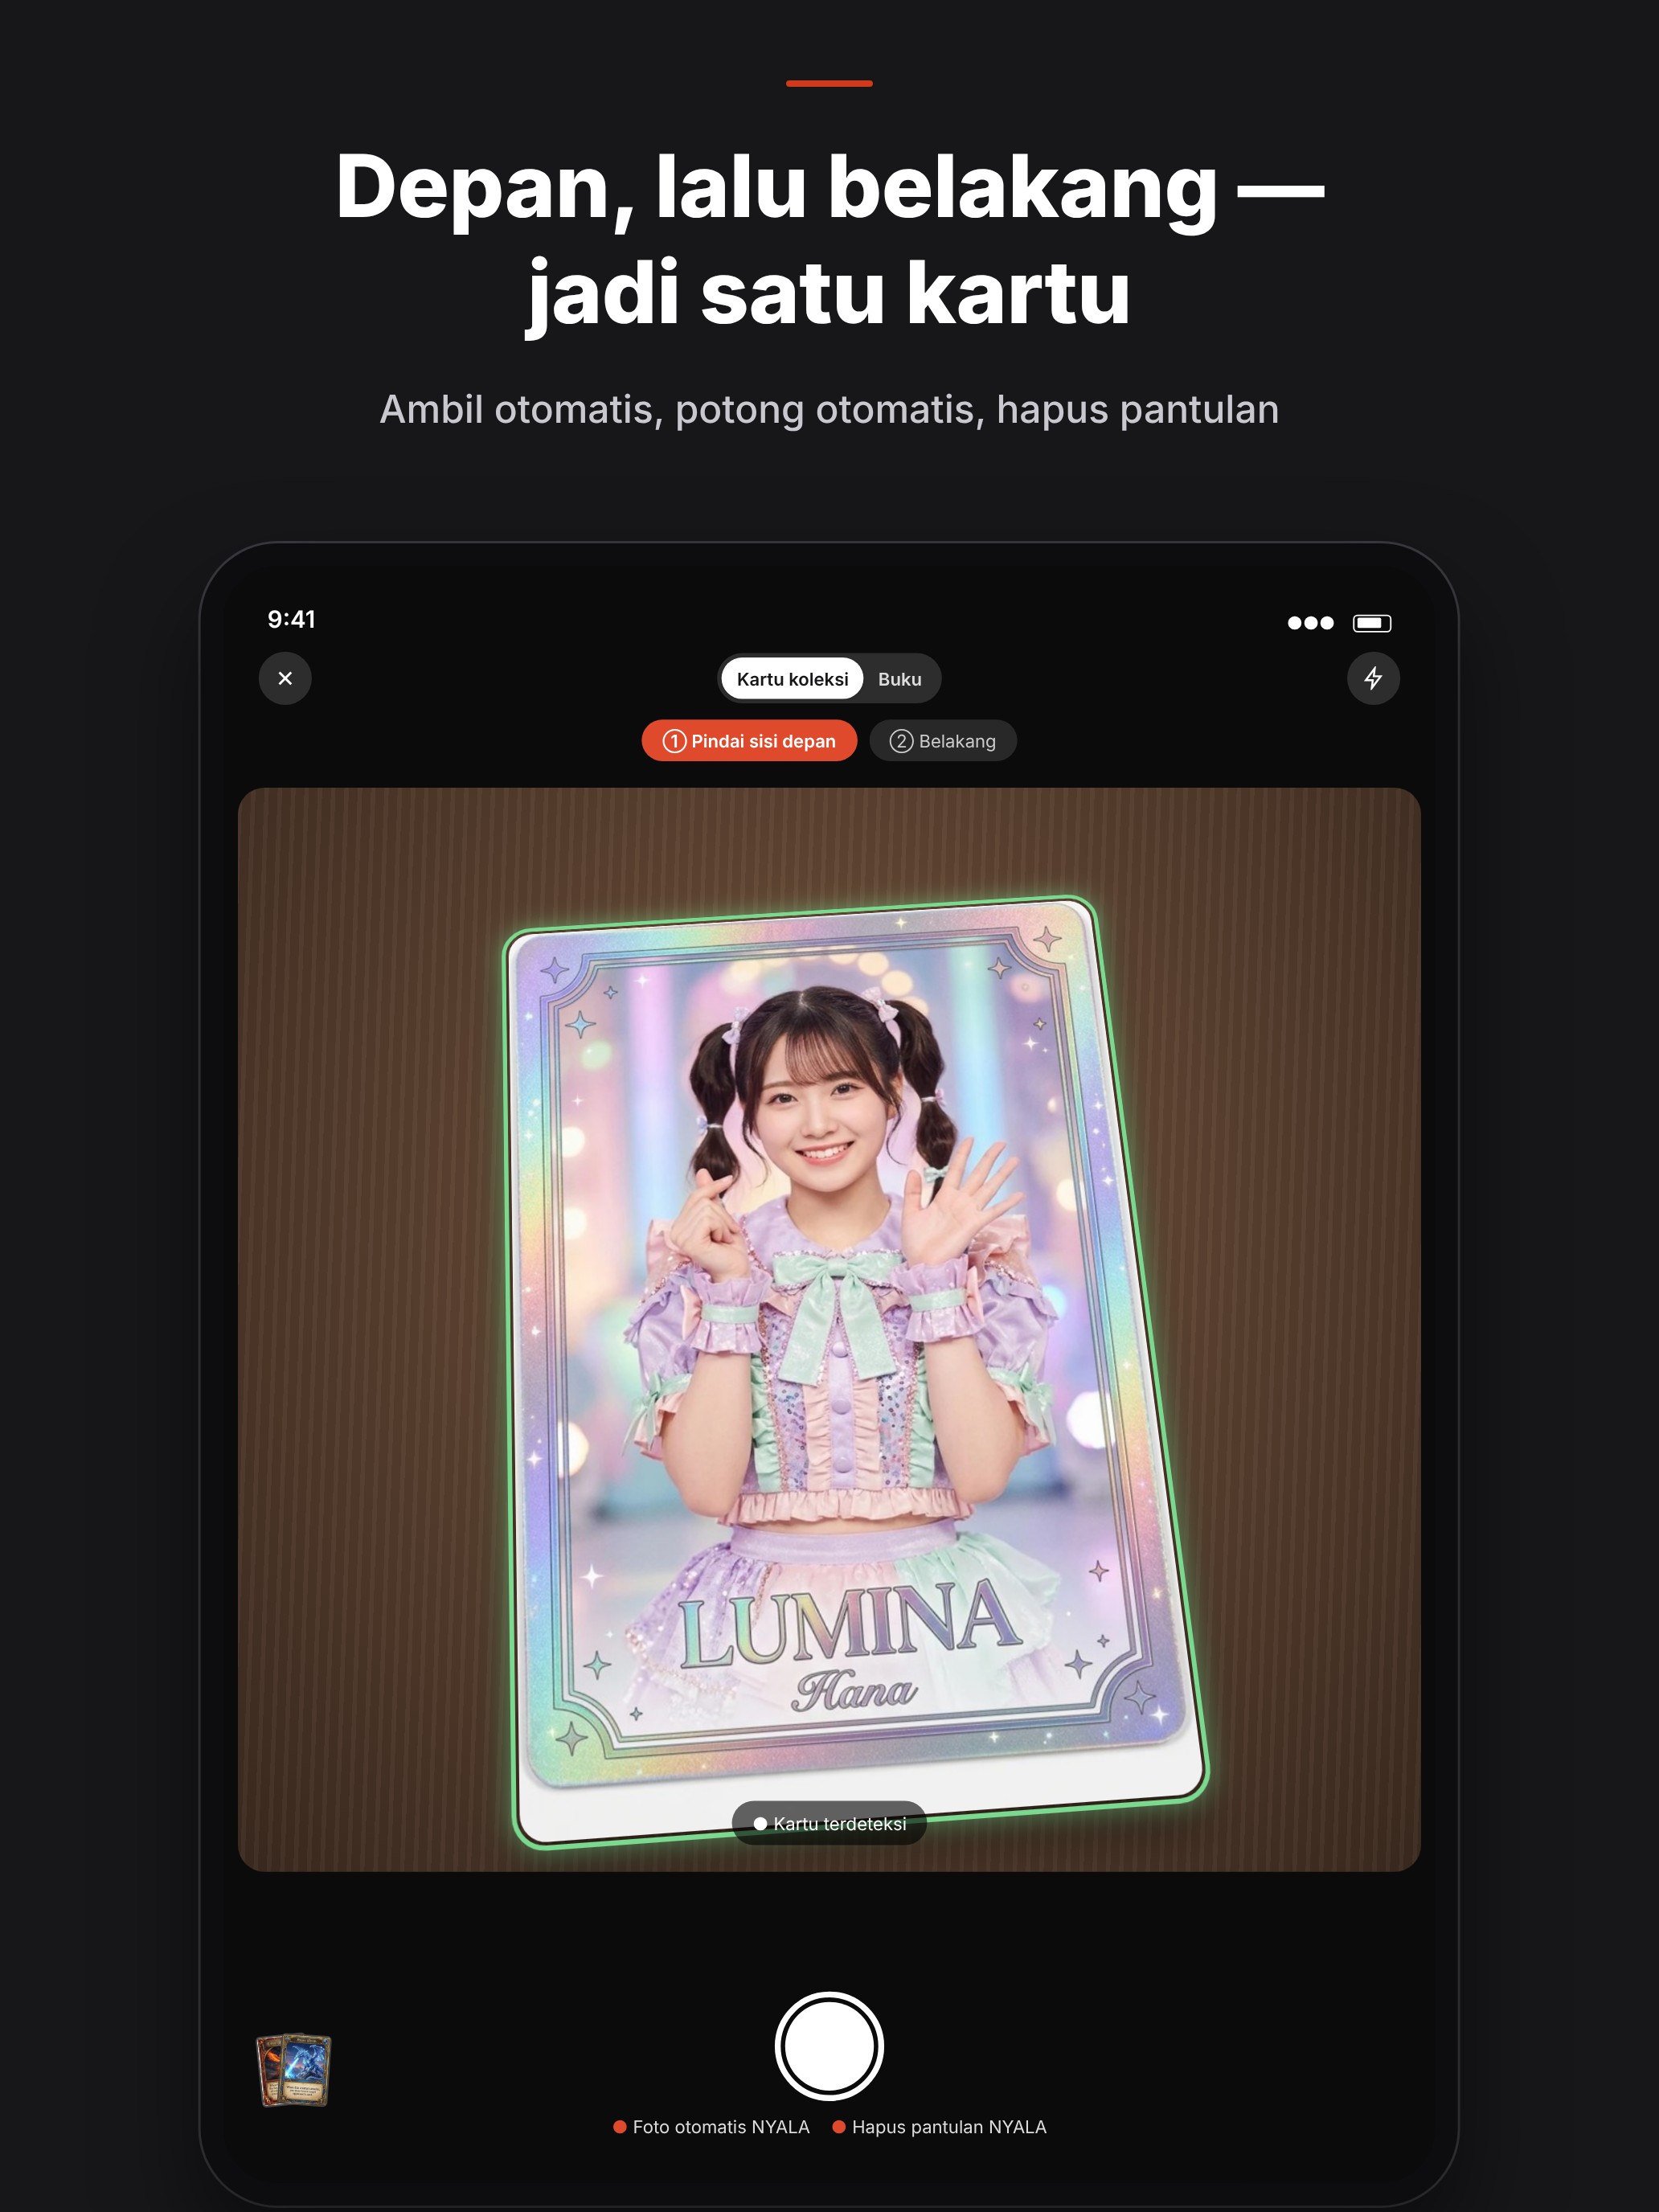 Depan, lalu belakang —
jadi satu kartu
Ambil otomatis, potong otomatis, hapus pantulan
9:41
Kartu koleksi
Buku
① Pindai sisi depan
② Belakang
LUMINA
Hana
Kartu terdeteksi
Foto otomatis NYALA
Hapus pantulan NYALA